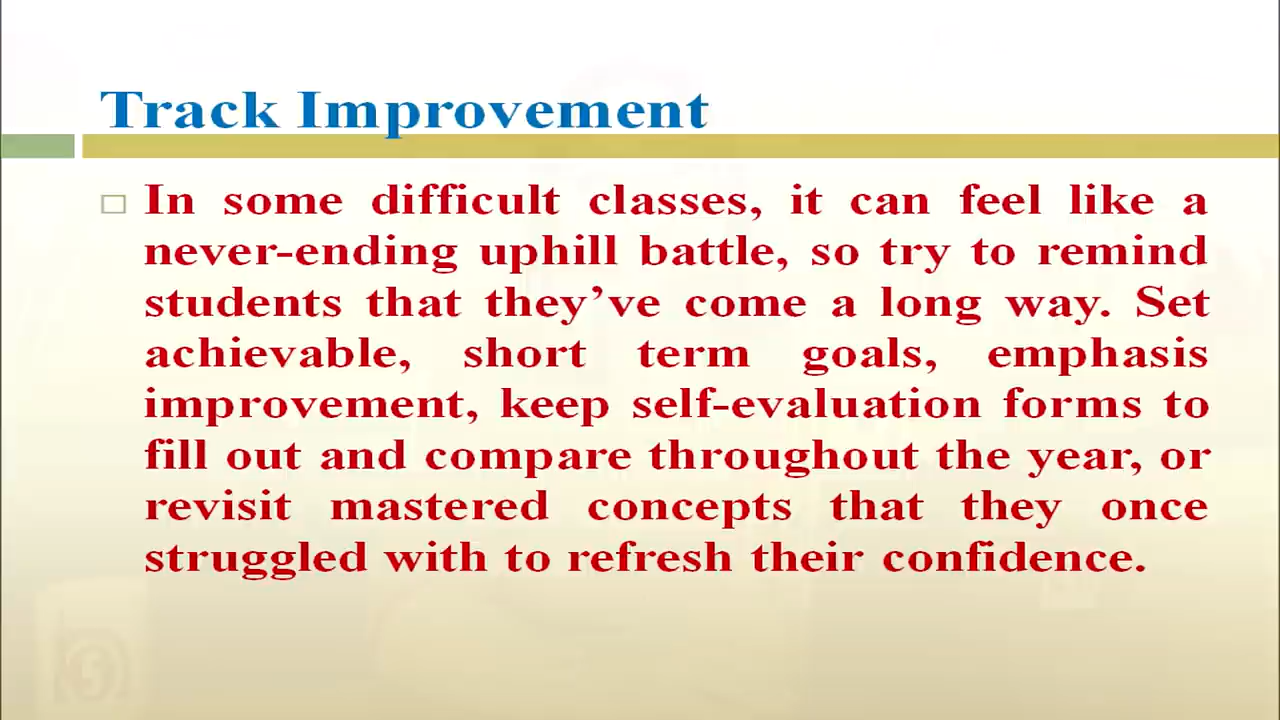 Track Improvement
In some difficult classes, it can feel like a
never-ending uphill battle, so try to remind
students that they’ve come a long way. Set
achievable, short term goals, emphasis
improvement, keep self-evaluation forms to
fill out and compare throughout the year, or
revisit mastered concepts that they once
struggled with to refresh their confidence.